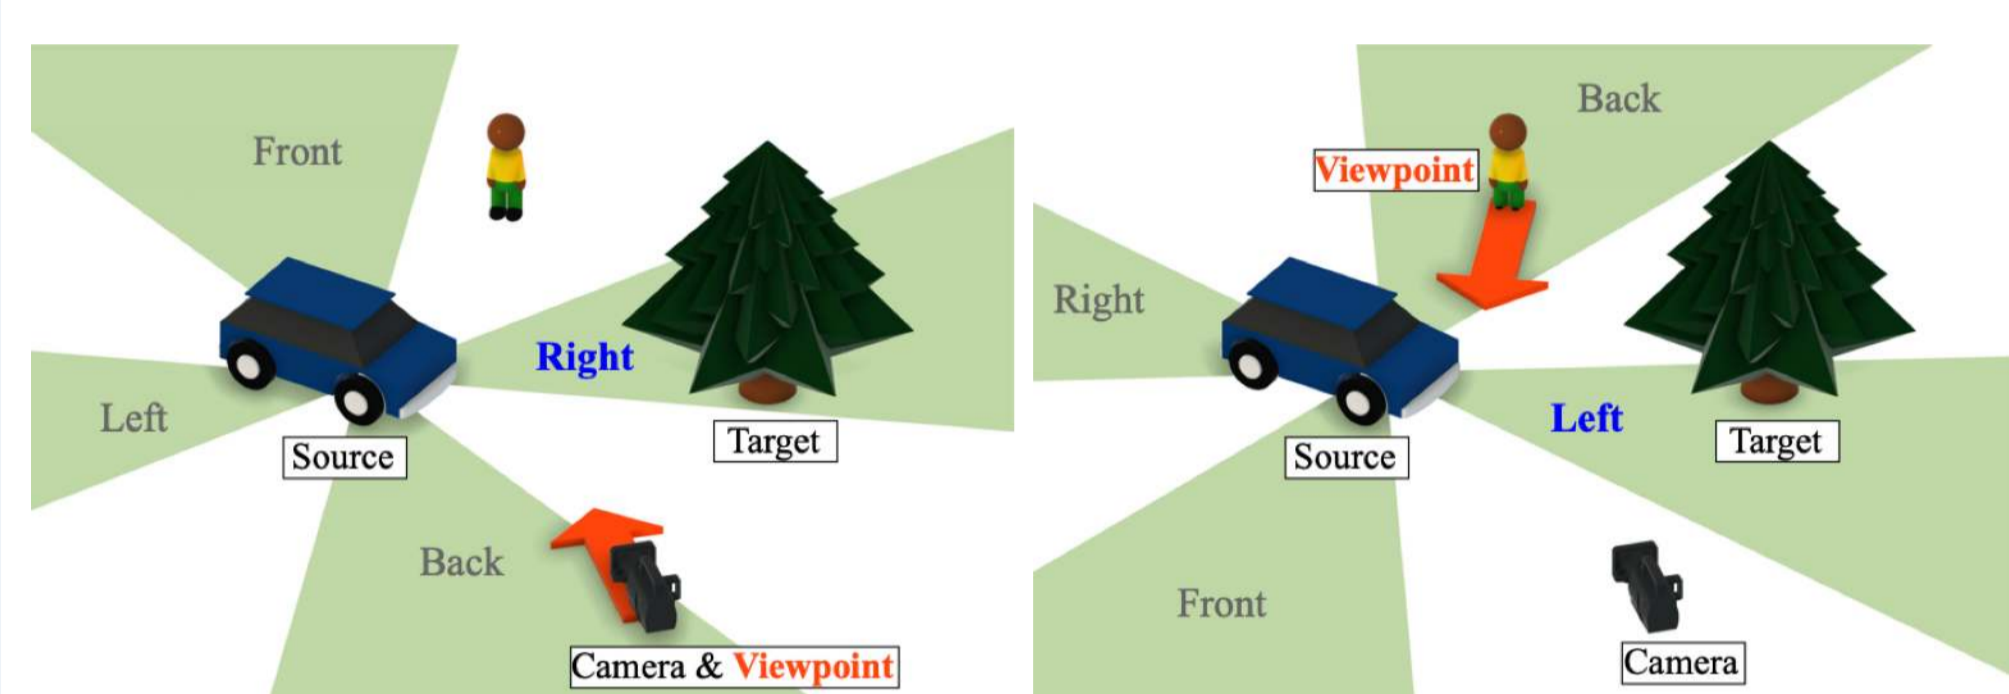 Front
Right
Left
Source
Target
Back
Camera & Viewpoint
Back
Viewpoint
Right
Left
Source
Target
Front
Camera